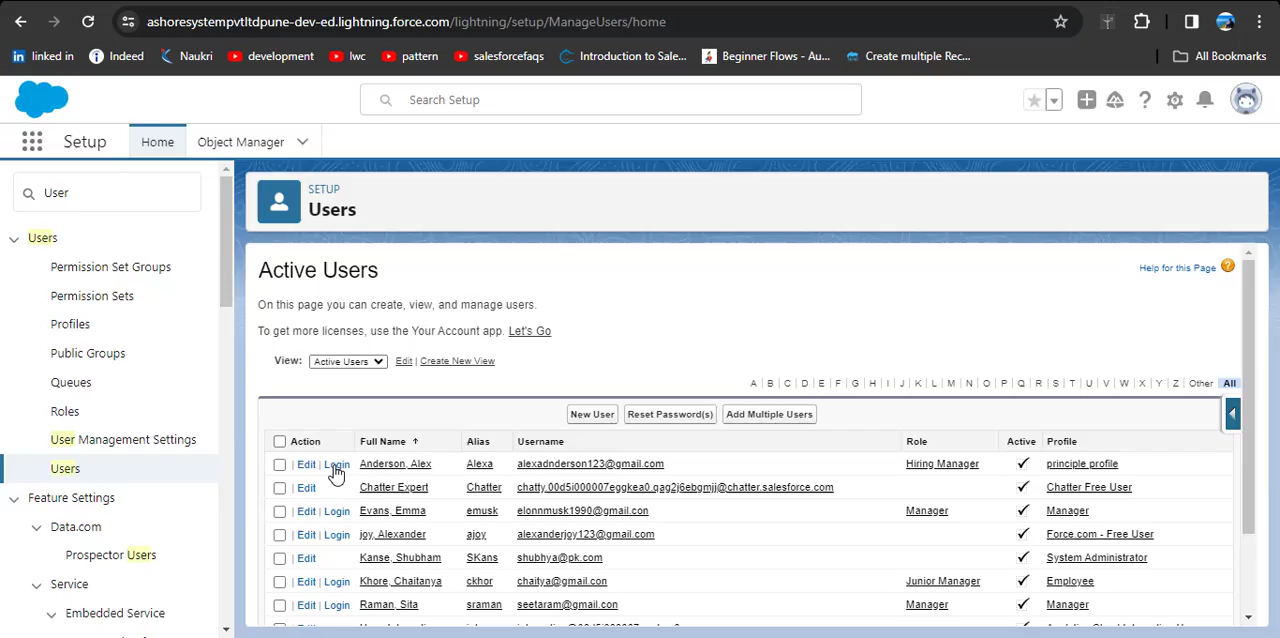 ashoresystempvtltdpune-dev-ed.lightning.force.com/lightning/setup/ManageUsers/home
linked in Indeed Naukri development lwc pattern salesforcefaqs Introduction to Sale... Beginner Flows - Au... Create multiple Rec... All Bookmarks
Search Setup
Setup Home Object Manager
User
Users
Permission Set Groups
Permission Sets
Profiles
Public Groups
Queues
Roles
User Management Settings
Users
Feature Settings
Data.com
Prospector Users
Service
Embedded Service
SETUP
Users
Active Users
Help for this Page ?
On this page you can create, view, and manage users.
To get more licenses, use the Your Account app. Let's Go
View: Active Users Edit | Create New View
A | B | C | D | E | F | G | H | I | J | K | L | M | N | O | P | Q | R | S | T | U | V | W | X | Y | Z | Other All
New User Reset Password(s) Add Multiple Users
Action Full Name Alias Username Role Active Profile
| Edit | Login Anderson, Alex Alexa alexadnderson123@gmail.com Hiring Manager principle profile
| Edit Chatter Expert Chatter chatty.00d5i000007eggkea0.qag2j6ebgmjj@chatter.salesforce.com Chatter Free User
| Edit | Login Evans, Emma emusk elonnmusk1990@gmail.con Manager Manager
| Edit | Login joy, Alexander ajoy alexanderjoy123@gmail.com Force.com - Free User
| Edit Kanse, Shubham SKans shubhya@pk.com System Administrator
| Edit | Login Khore, Chaitanya ckhor chaitya@gmail.con Junior Manager Employee
| Edit | Login Raman, Sita sraman seetaram@gmail.con Manager Manager